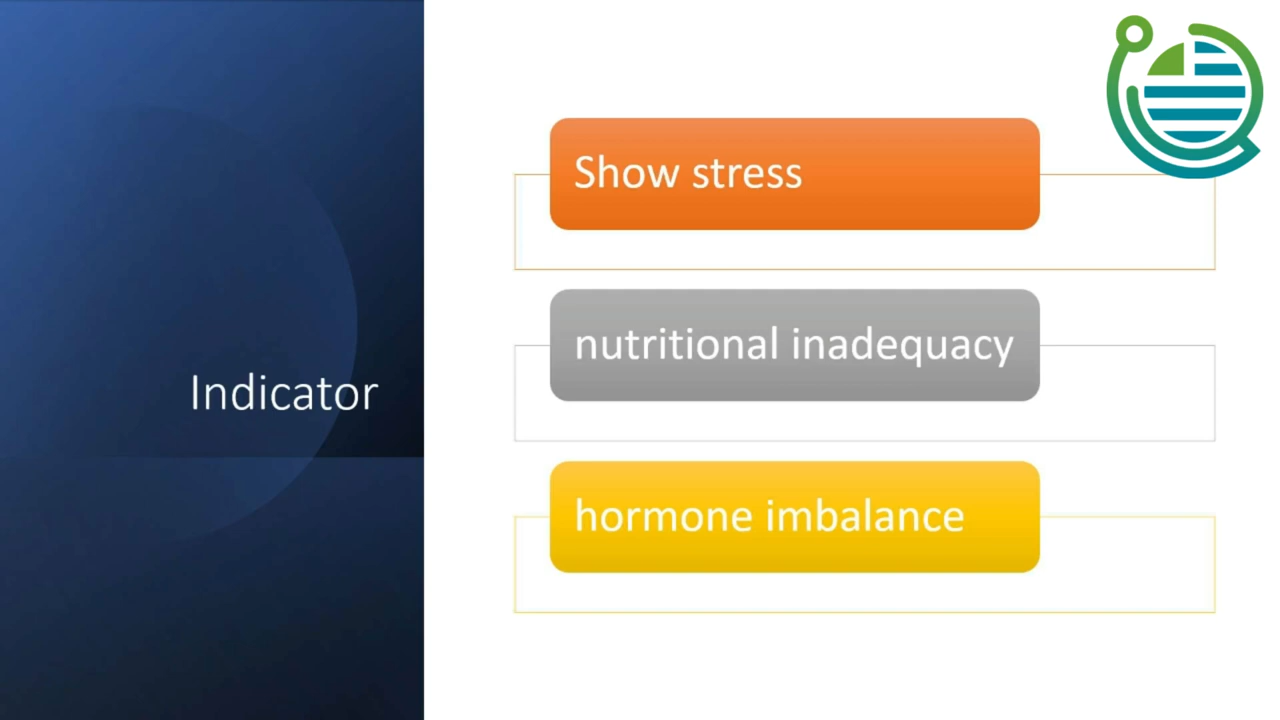 Indicator
Show stress
nutritional inadequacy
hormone imbalance